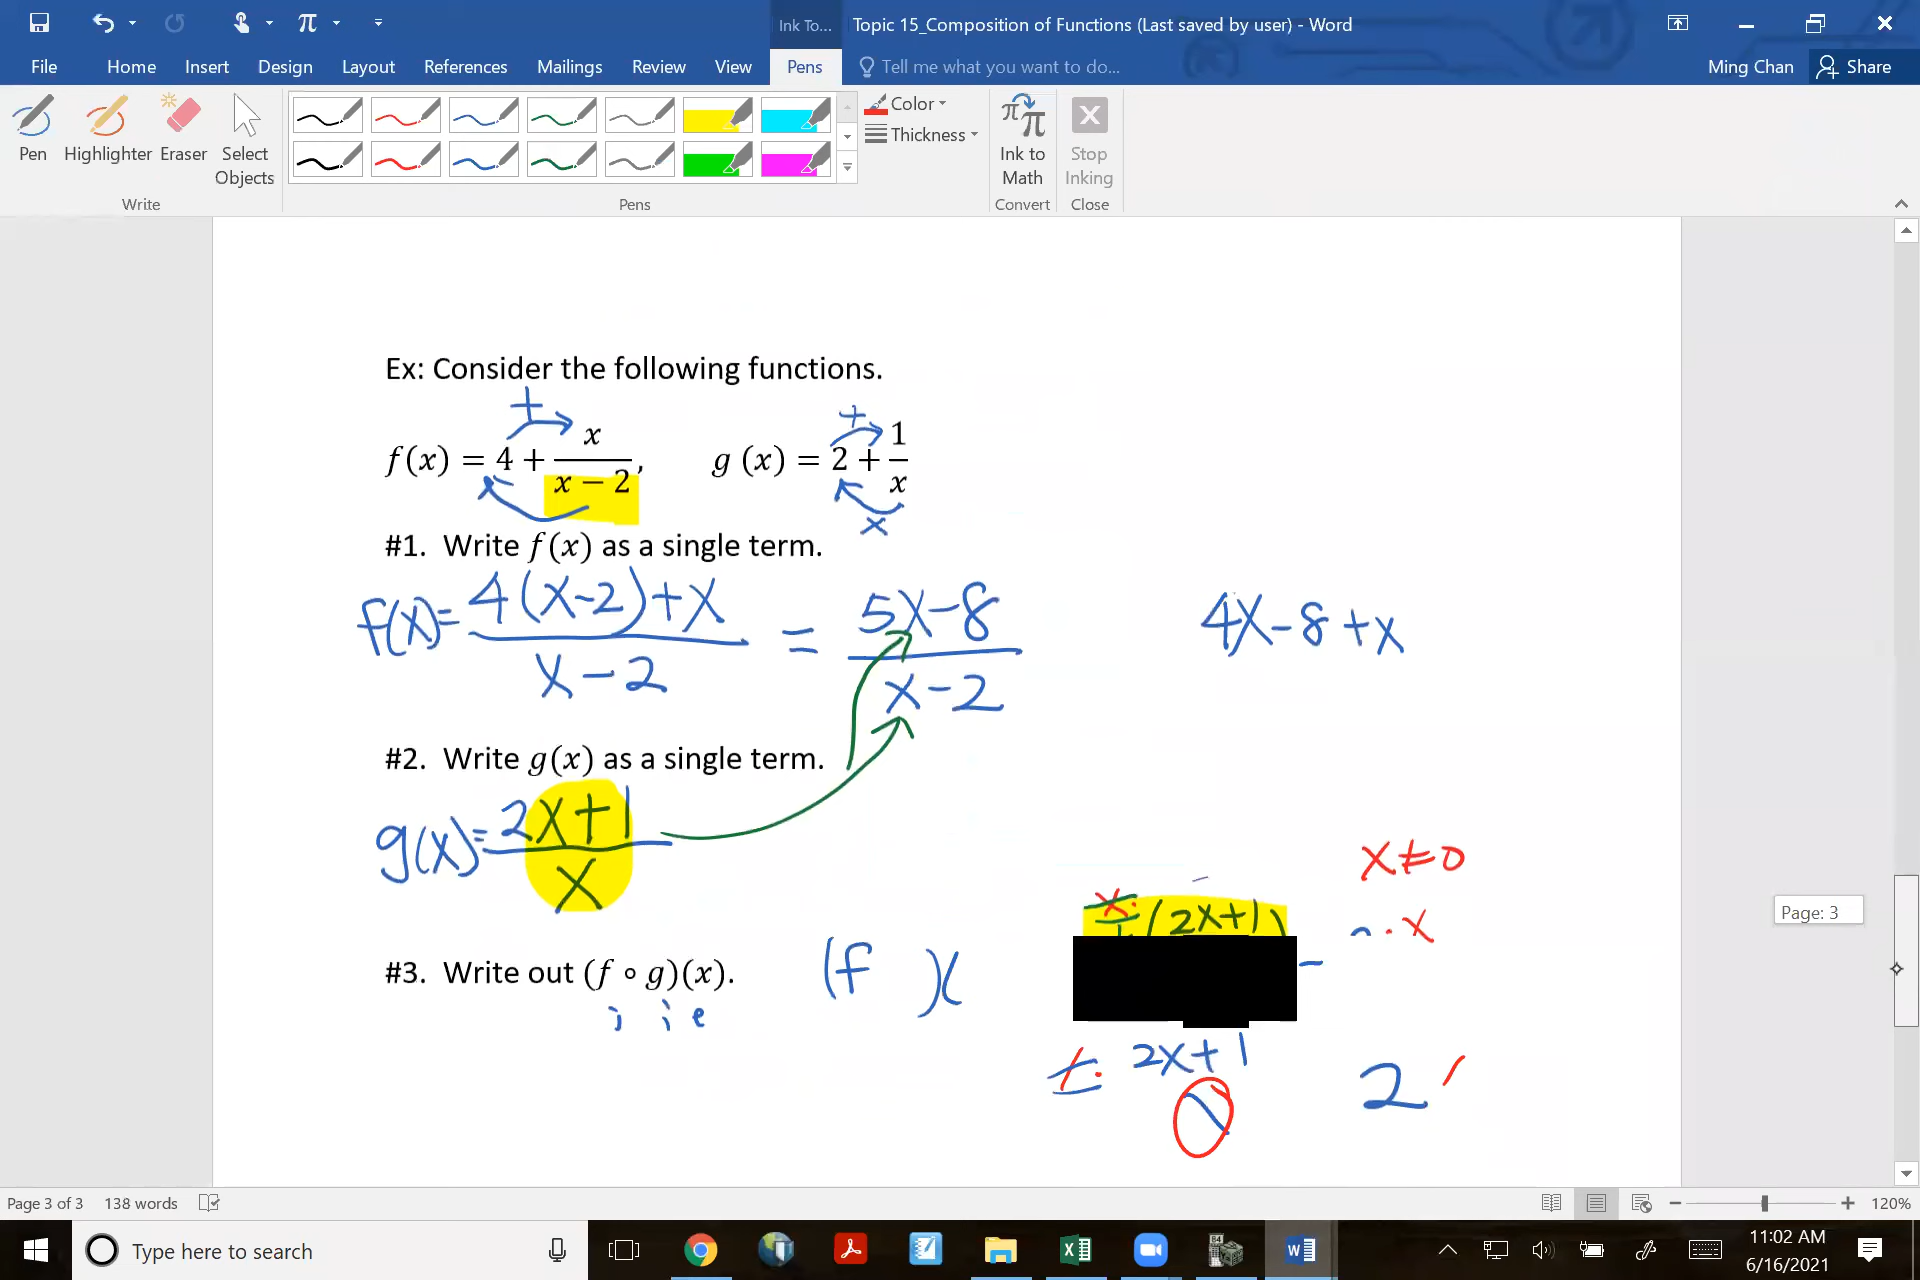 Ink To...
Topic 15_Composition of Functions (Last saved by user) - Word
File Home Insert Design Layout References Mailings Review View Pens Tell me what you want to do... Ming Chan Share
Pen Highlighter Eraser Select Objects
Color
Thickness
Ink to Math
Stop Inking
Write Pens Convert Close
Ex: Consider the following functions.
+ +
f(x) = 4 + x/(x − 2), g(x) = 2 + 1/x
x
#1. Write f(x) as a single term.
f(x)= (4(x-2)+x)/(x-2) = (5x-8)/(x-2) 4x-8+x
#2. Write g(x) as a single term.
g(x)= (2x+1)/x
x≠0
x· (2x+1) · x
#3. Write out (f ∘ g)(x). (f )(
i i e
2x+1 2
Page: 3
Page 3 of 3 138 words 120%
Type here to search
11:02 AM
6/16/2021